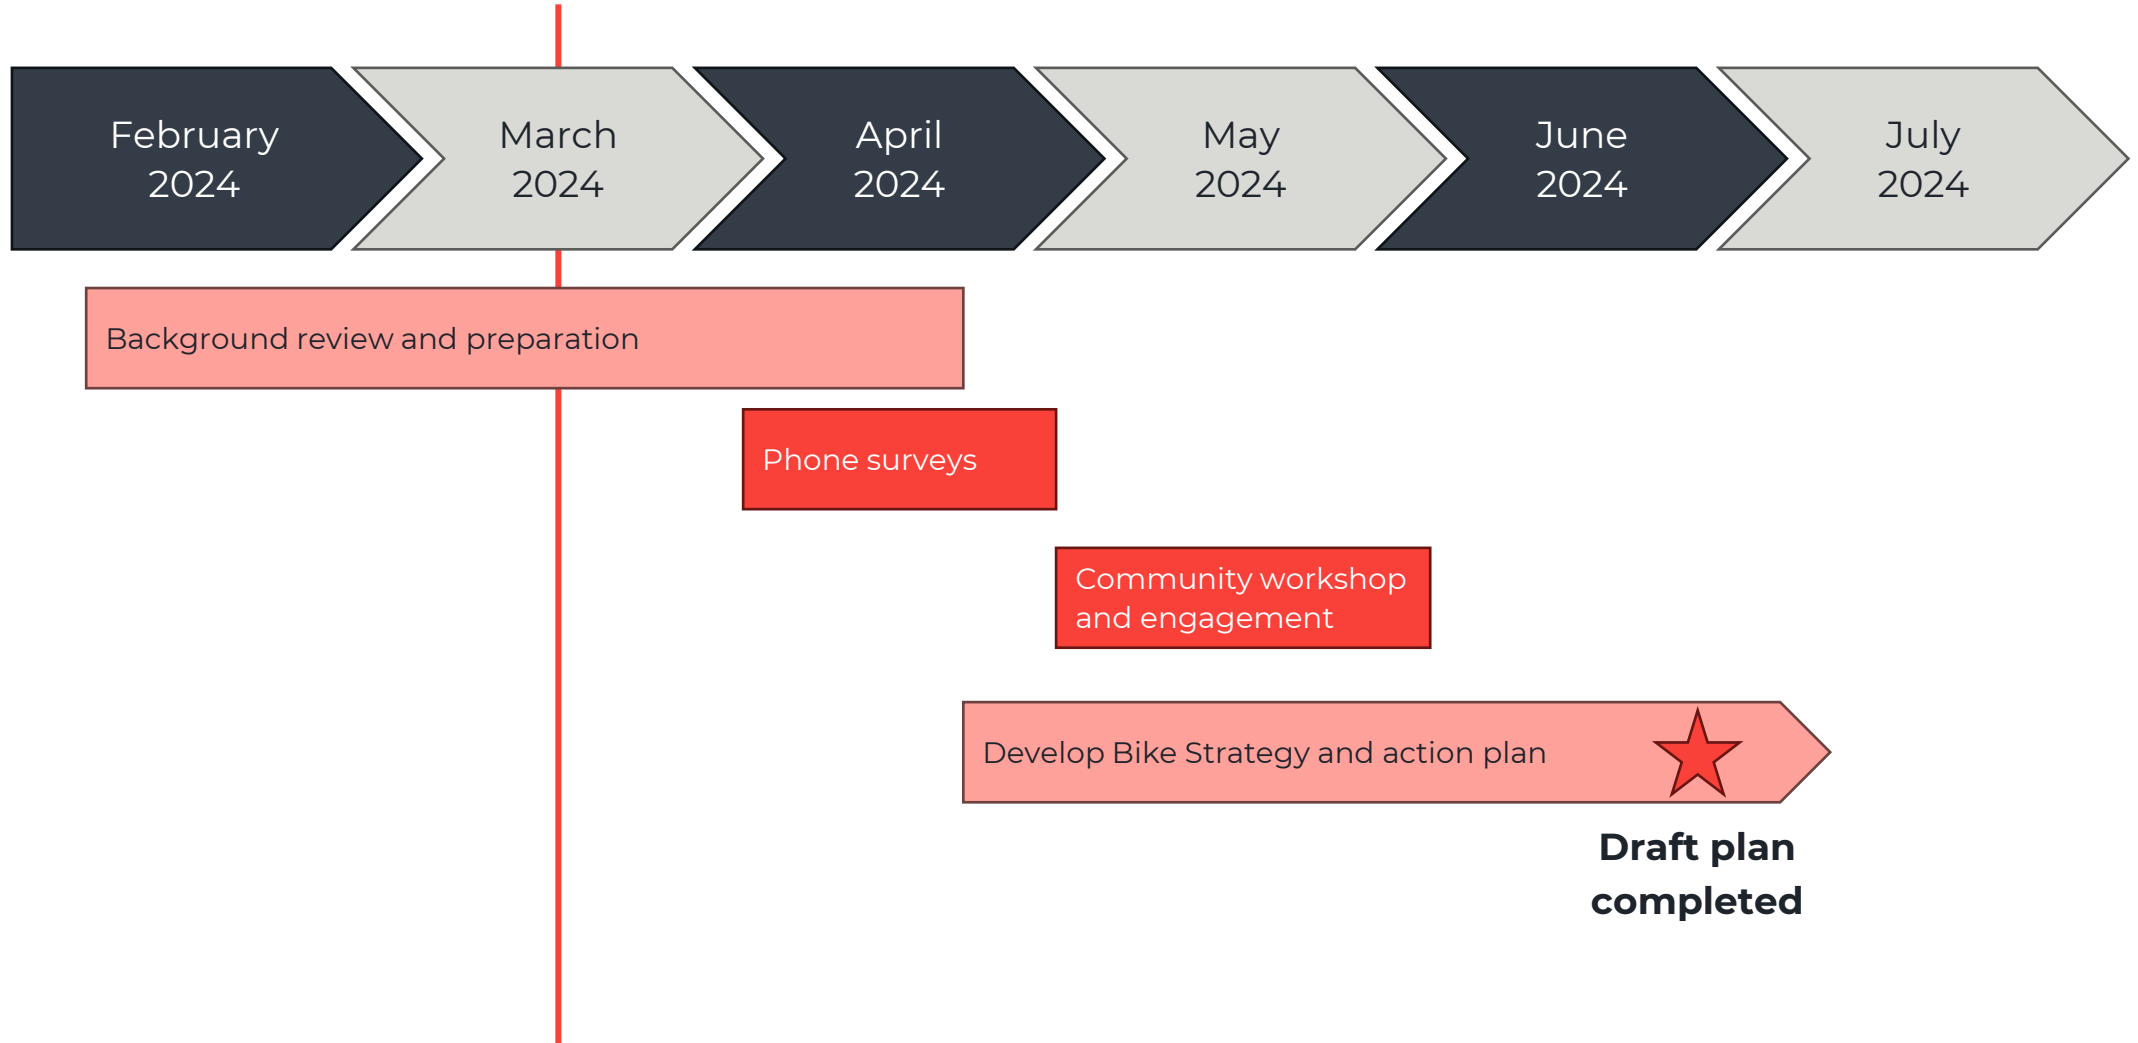 February
2024
March
2024
April
2024
May
2024
June
2024
July
2024
Background review and preparation
Phone surveys
Community workshop
and engagement
Develop Bike Strategy and action plan
Draft plan
completed